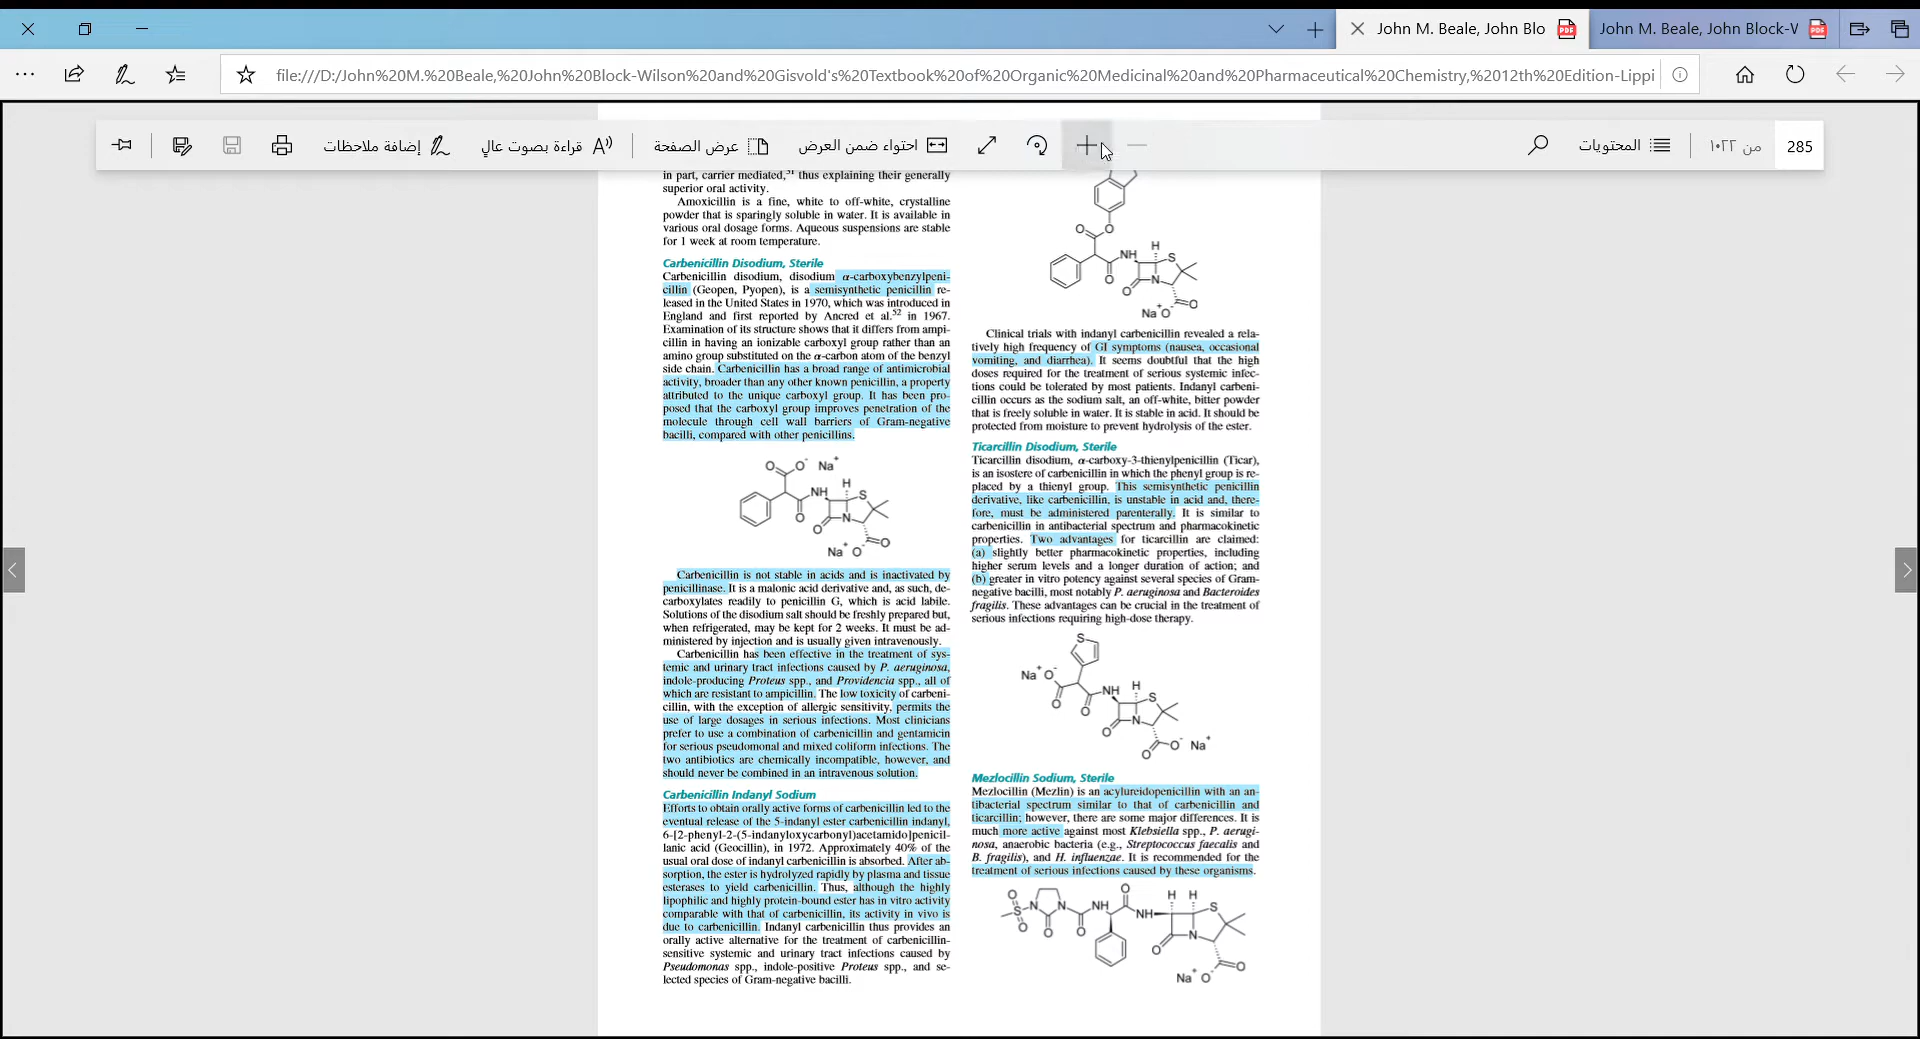 John M. Beale, John Blo
John M. Beale, John Block-V
file:///D:/John%20M.%20Beale,%20John%20Block-Wilson%20and%20Gisvold's%20Textbook%20of%20Organic%20Medicinal%20and%20Pharmaceutical%20Chemistry,%2012th%20Edition-Lippi
285
من ١٠٢٢
المحتويات
احتواء ضمن العرض
عرض الصفحة
قراءة بصوت عالٍ
إضافة ملاحظات
in part, carrier mediated,⁵¹ thus explaining their generally
superior oral activity.
Amoxicillin is a fine, white to off-white, crystalline
powder that is sparingly soluble in water. It is available in
various oral dosage forms. Aqueous suspensions are stable
for 1 week at room temperature.
Carbenicillin Disodium, Sterile
Carbenicillin disodium, disodium α-carboxybenzylpeni-
cillin (Geopen, Pyopen), is a semisynthetic penicillin re-
leased in the United States in 1970, which was introduced in
England and first reported by Ancred et al.⁵² in 1967.
Examination of its structure shows that it differs from ampi-
cillin in having an ionizable carboxyl group rather than an
amino group substituted on the α-carbon atom of the benzyl
side chain. Carbenicillin has a broad range of antimicrobial
activity, broader than any other known penicillin, a property
attributed to the unique carboxyl group. It has been pro-
posed that the carboxyl group improves penetration of the
molecule through cell wall barriers of Gram-negative
bacilli, compared with other penicillins.
O O⁻ Na⁺
NH H S
O N
O
Na⁺ O⁻ O
Carbenicillin is not stable in acids and is inactivated by
penicillinase. It is a malonic acid derivative and, as such, de-
carboxylates readily to penicillin G, which is acid labile.
Solutions of the disodium salt should be freshly prepared but,
when refrigerated, may be kept for 2 weeks. It must be ad-
ministered by injection and is usually given intravenously.
Carbenicillin has been effective in the treatment of sys-
temic and urinary tract infections caused by P. aeruginosa,
indole-producing Proteus spp., and Providencia spp., all of
which are resistant to ampicillin. The low toxicity of carbeni-
cillin, with the exception of allergic sensitivity, permits the
use of large dosages in serious infections. Most clinicians
prefer to use a combination of carbenicillin and gentamicin
for serious pseudomonal and mixed coliform infections. The
two antibiotics are chemically incompatible, however, and
should never be combined in an intravenous solution.
Carbenicillin Indanyl Sodium
Efforts to obtain orally active forms of carbenicillin led to the
eventual release of the 5-indanyl ester carbenicillin indanyl,
6-[2-phenyl-2-(5-indanyloxycarbonyl)acetamido]penicil-
lanic acid (Geocillin), in 1972. Approximately 40% of the
usual oral dose of indanyl carbenicillin is absorbed. After ab-
sorption, the ester is hydrolyzed rapidly by plasma and tissue
esterases to yield carbenicillin. Thus, although the highly
lipophilic and highly protein-bound ester has in vitro activity
comparable with that of carbenicillin, its activity in vivo is
due to carbenicillin. Indanyl carbenicillin thus provides an
orally active alternative for the treatment of carbenicillin-
sensitive systemic and urinary tract infections caused by
Pseudomonas spp., indole-positive Proteus spp., and se-
lected species of Gram-negative bacilli.
O O
NH H S
O N
O
O
Na⁺ O⁻
Clinical trials with indanyl carbenicillin revealed a rela-
tively high frequency of GI symptoms (nausea, occasional
vomiting, and diarrhea). It seems doubtful that the high
doses required for the treatment of serious systemic infec-
tions could be tolerated by most patients. Indanyl carbeni-
cillin occurs as the sodium salt, an off-white, bitter powder
that is freely soluble in water. It is stable in acid. It should be
protected from moisture to prevent hydrolysis of the ester.
Ticarcillin Disodium, Sterile
Ticarcillin disodium, α-carboxy-3-thienylpenicillin (Ticar),
is an isostere of carbenicillin in which the phenyl group is re-
placed by a thienyl group. This semisynthetic penicillin
derivative, like carbenicillin, is unstable in acid and, there-
fore, must be administered parenterally. It is similar to
carbenicillin in antibacterial spectrum and pharmacokinetic
properties. Two advantages for ticarcillin are claimed:
(a) slightly better pharmacokinetic properties, including
higher serum levels and a longer duration of action; and
(b) greater in vitro potency against several species of Gram-
negative bacilli, most notably P. aeruginosa and Bacteroides
fragilis. These advantages can be crucial in the treatment of
serious infections requiring high-dose therapy.
S
Na⁺ O⁻
NH H S
O O
O N
O⁻ Na⁺
O
Mezlocillin Sodium, Sterile
Mezlocillin (Mezlin) is an acylureidopenicillin with an an-
tibacterial spectrum similar to that of carbenicillin and
ticarcillin; however, there are some major differences. It is
much more active against most Klebsiella spp., P. aerugi-
nosa, anaerobic bacteria (e.g., Streptococcus faecalis and
B. fragilis), and H. influenzae. It is recommended for the
treatment of serious infections caused by these organisms.
O O H H
S N N NH NH S
O O O
O N
O
Na⁺ O⁻